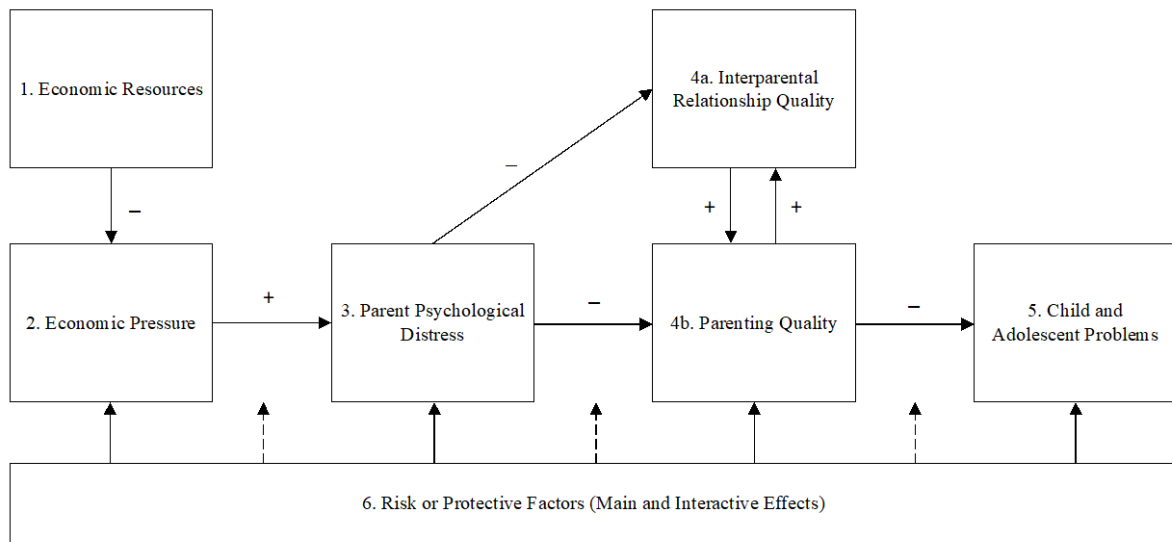 1. Economic Resources
4a. Interparental
Relationship Quality
–
–
+
+
2. Economic Pressure
+
3. Parent Psychological
Distress
–
4b. Parenting Quality
–
5. Child and
Adolescent Problems
6. Risk or Protective Factors (Main and Interactive Effects)